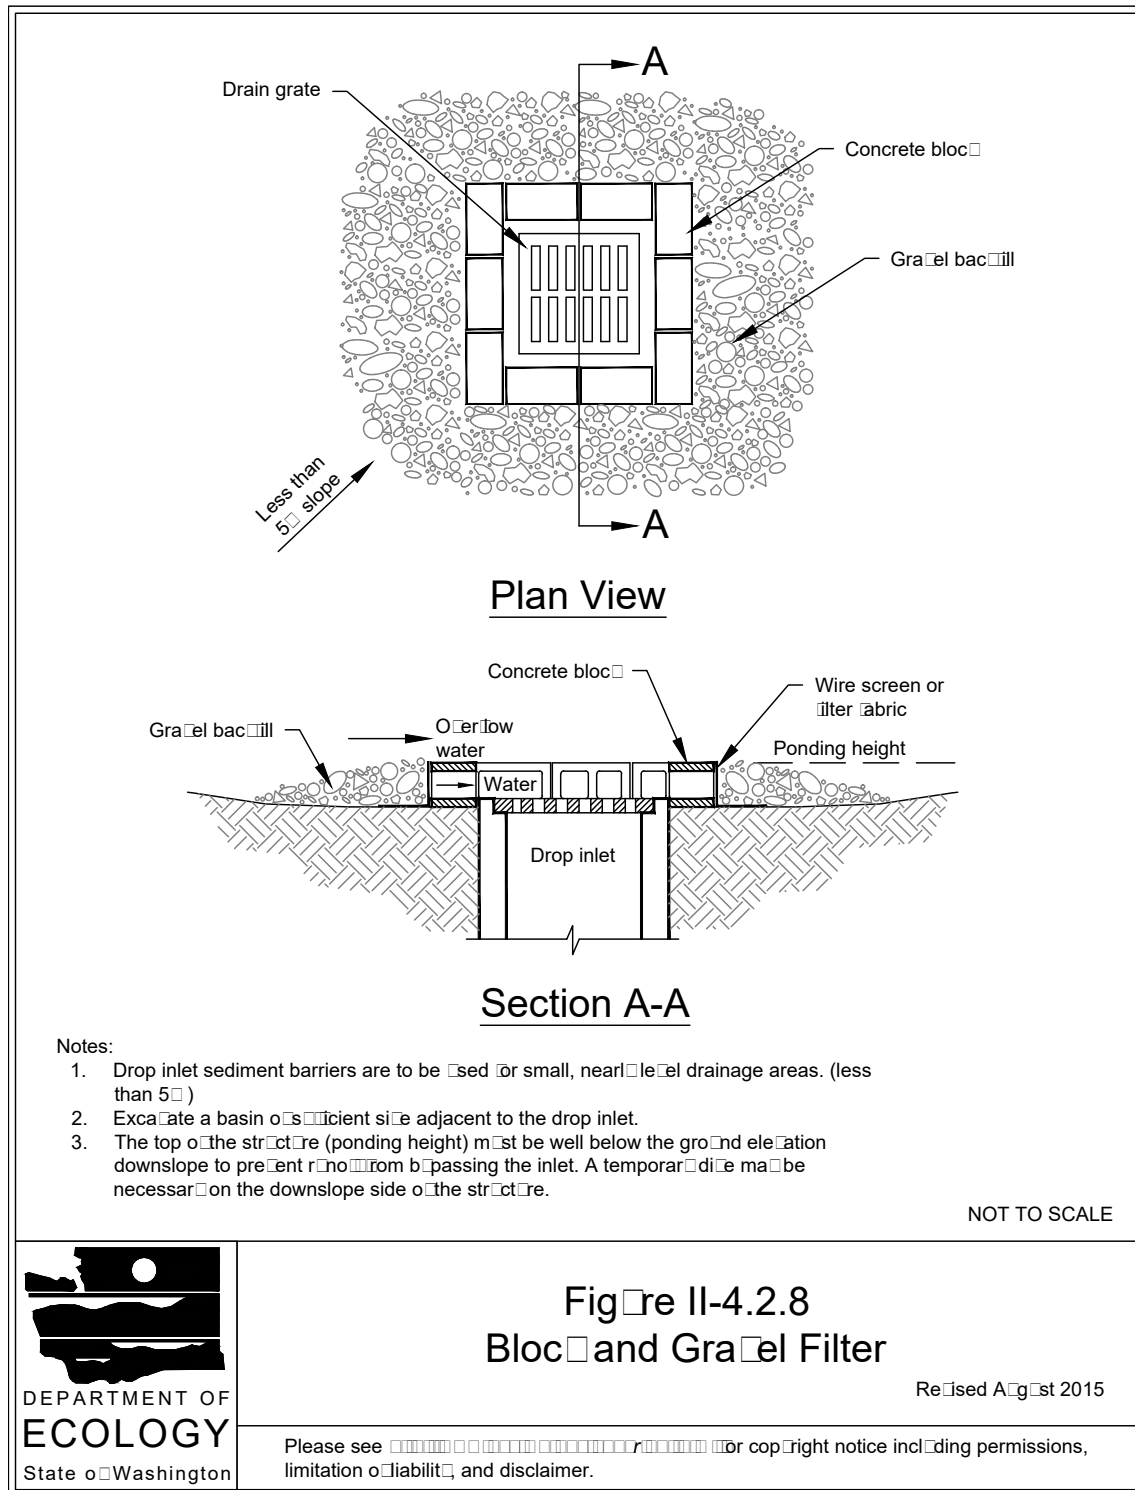 A
Drain grate
Concrete bloc□
Gra□el bac□□ill
Less than
5□ slope
A
Plan View
Concrete bloc□
Wire screen or
□ilter □abric
Gra□el bac□□ill
O□er□low
water
Ponding height
Water
Drop inlet
Section A-A
Notes:
1. Drop inlet sediment barriers are to be □sed □or small, nearl□ le□el drainage areas. (less
than 5□ )
2. Exca□ate a basin o□ s□□□icient si□e adjacent to the drop inlet.
3. The top o□ the str□ct□re (ponding height) m□st be well below the gro□nd ele□ation
downslope to pre□ent r□no□□ □rom b□passing the inlet. A temporar□ di□e ma□ be
necessar□ on the downslope side o□ the str□ct□re.
NOT TO SCALE
Fig□re II-4.2.8
Bloc□ and Gra□el Filter
Re□ised A□g□st 2015
DEPARTMENT OF
ECOLOGY
State o□ Washington
Please see □or cop□right notice incl□ding permissions,
limitation o□ liabilit□, and disclaimer.